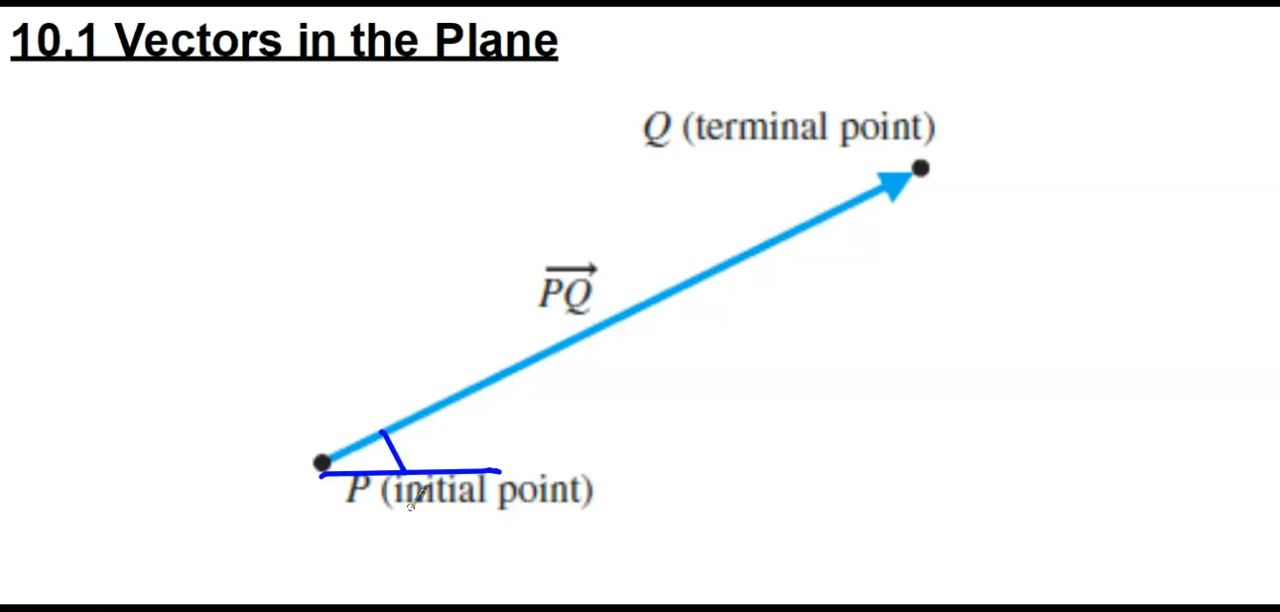 10.1 Vectors in the Plane
Q (terminal point)
PQ
P (initial point)